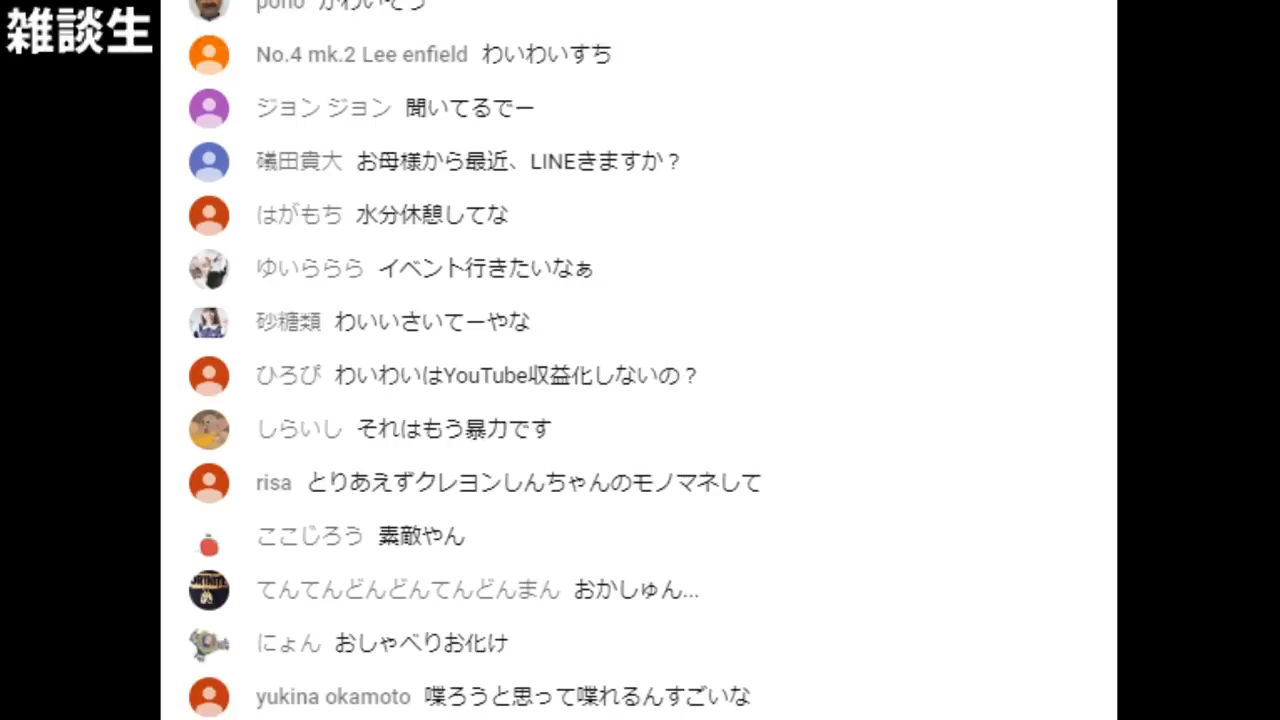 雑談生
pono かわいそう
No.4 mk.2 Lee enfield わいわいすち
ジョン ジョン 聞いてるでー
礒田貴大 お母様から最近、LINEきますか？
はがもち 水分休憩してな
ゆいららら イベント行きたいなぁ
砂糖類 わいいさいてーやな
ひろぴ わわいはYouTube収益化しないの？
しらいし それはもう暴力です
risa とりあえずクレヨンしんちゃんのモノマネして
ここじろう 素敵やん
てんてんどんどんてんどんまん おかしゅん...
にょん おしゃべりお化け
yukina okamoto 喋ろうと思って喋れるんすごいな